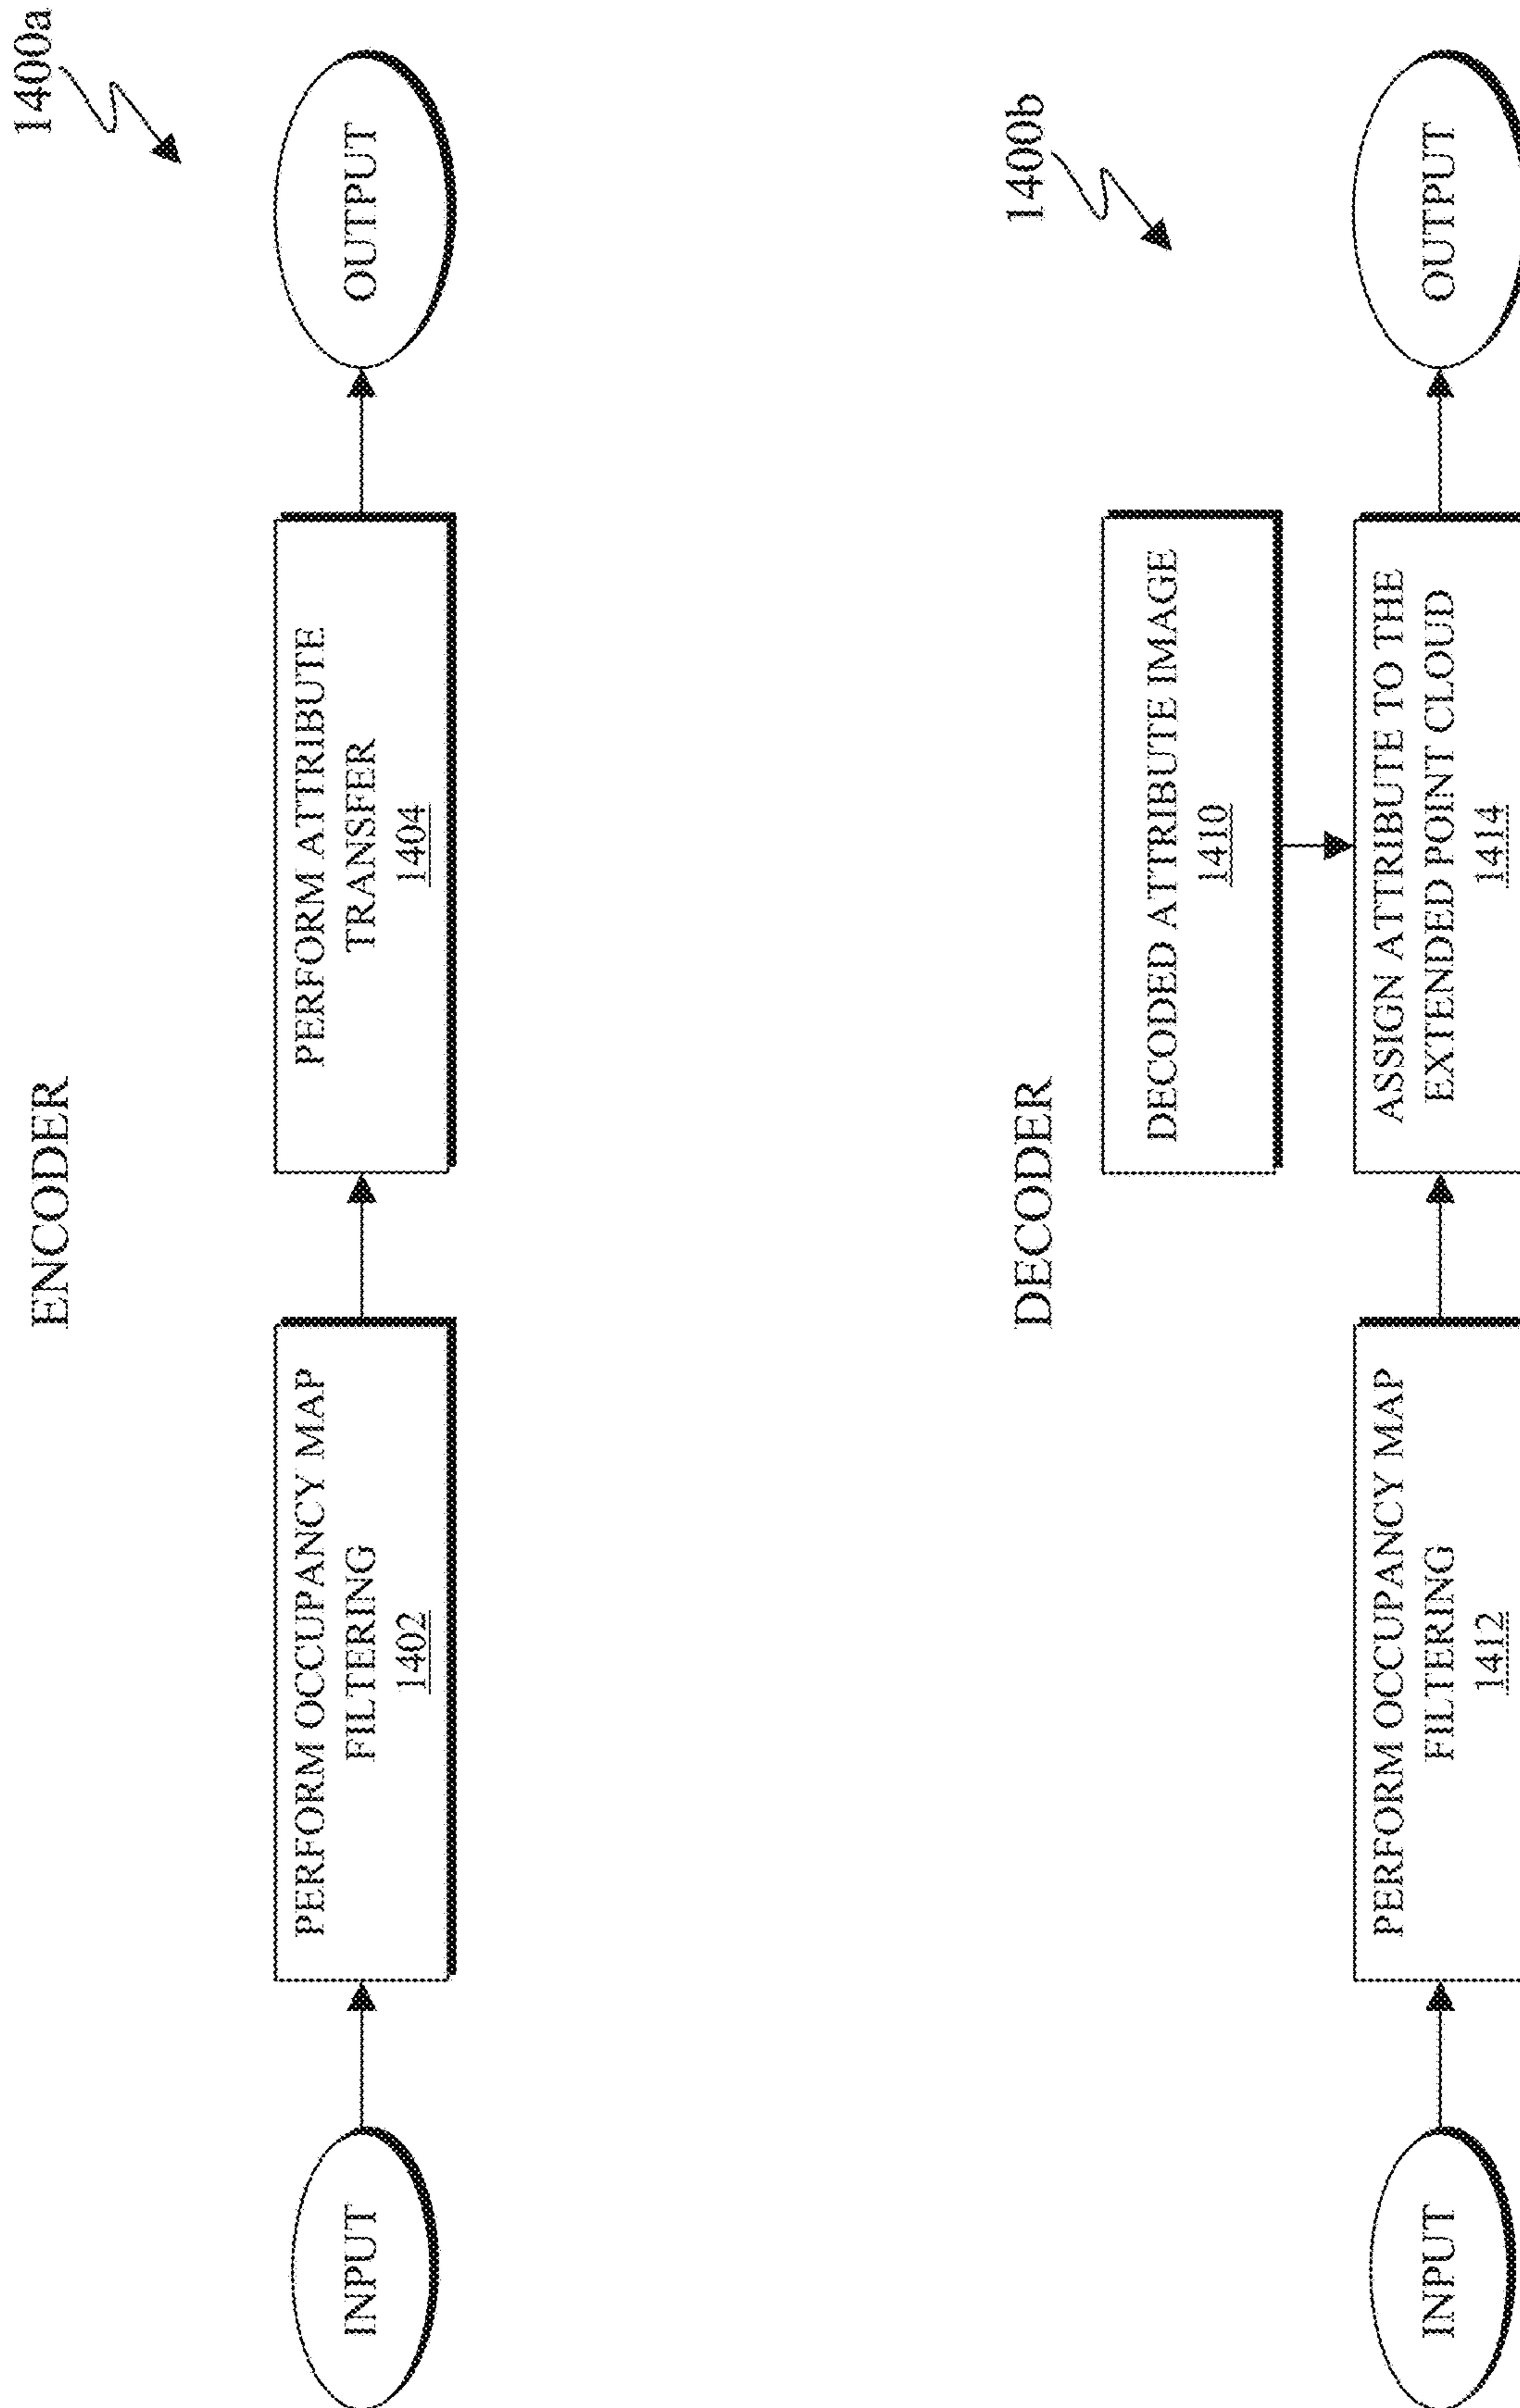 1400a
ENCODER
INPUT
PERFORM OCCUPANCY MAP
FILTERING
1402
PERFORM ATTRIBUTE
TRANSFER
1404
OUTPUT
1400b
DECODER
DECODED ATTRIBUTE IMAGE
1410
INPUT
PERFORM OCCUPANCY MAP
FILTERING
1412
ASSIGN ATTRIBUTE TO THE
EXTENDED POINT CLOUD
1414
OUTPUT